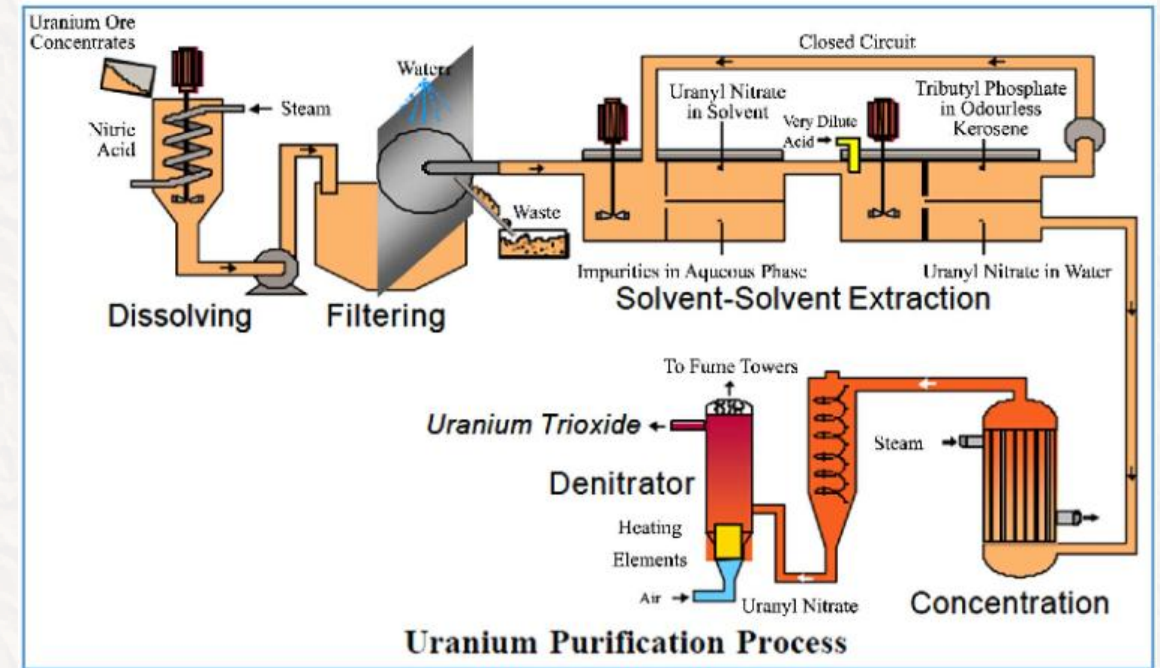 Uranium Ore
Concentrates
Nitric
Acid
Steam
Water
Waste
Closed Circuit
Uranyl Nitrate
in Solvent
Very Dilute
Acid
Tributyl Phosphate
in Odourless
Kerosene
Impurities in Aqueous Phase
Uranyl Nitrate in Water
Dissolving
Filtering
Solvent-Solvent Extraction
To Fume Towers
Uranium Trioxide
Denitrator
Heating
Elements
Air
Uranyl Nitrate
Steam
Concentration
Uranium Purification Process